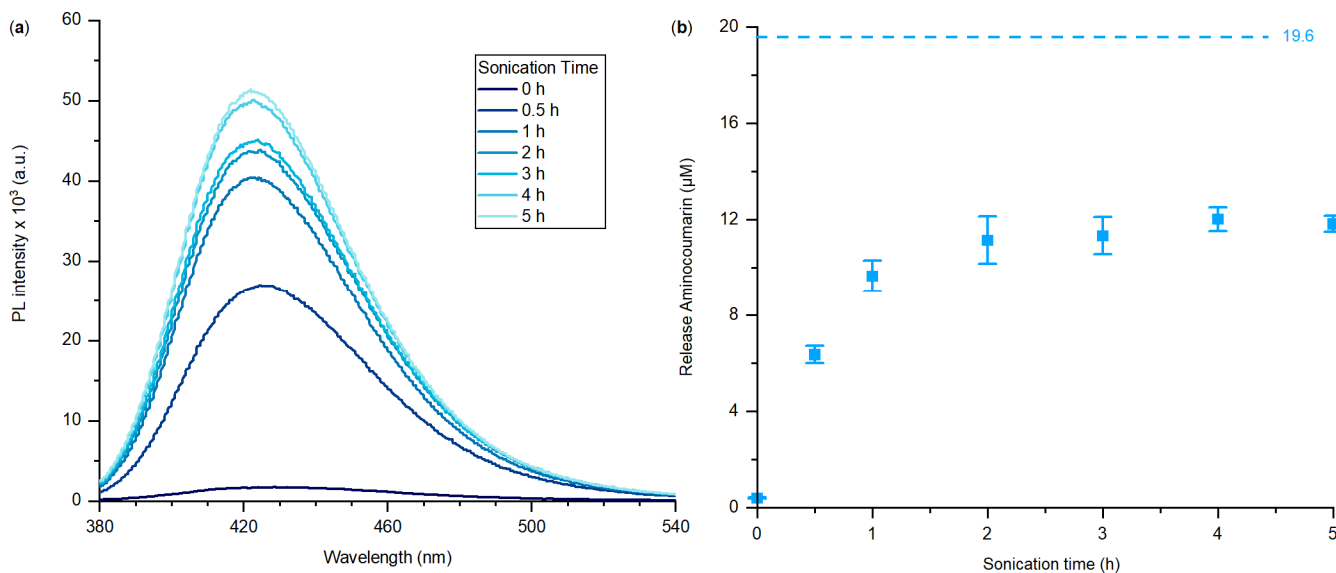 (a)
60
50
40
30
20
10
0
PL intensity x 10³ (a.u.)
380
420
460
500
540
Wavelength (nm)
Sonication Time
0 h
0.5 h
1 h
2 h
3 h
4 h
5 h
(b)
20
16
12
8
4
0
Release Aminocoumarin (µM)
19.6
0
1
2
3
4
5
Sonication time (h)